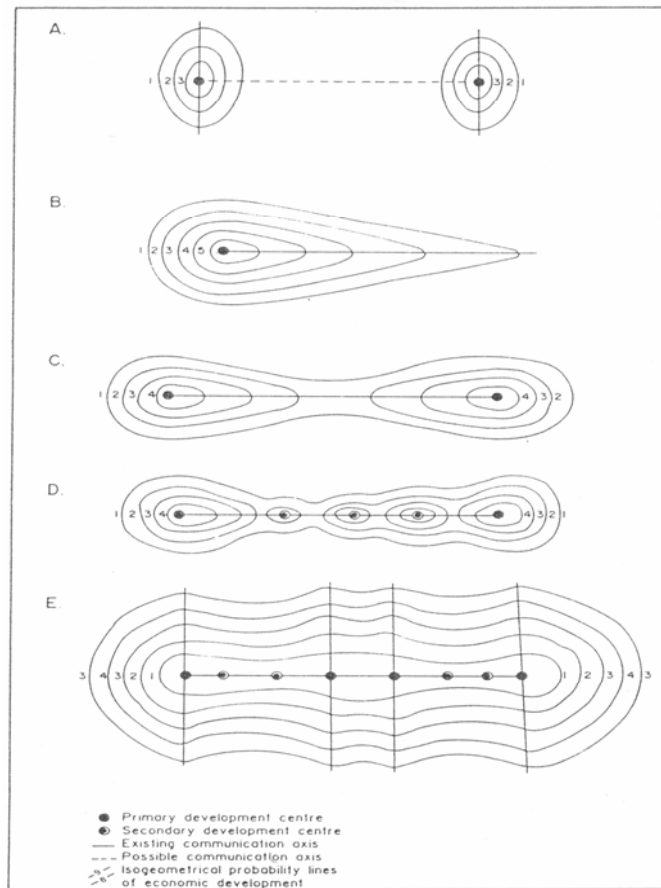 A.
1 2 3 3 2 1
B.
1 2 3 4 5
C.
1 2 3 4 4 3 2
D.
1 2 3 4 4 3 2 1
E.
3 4 3 2 1 1 2 3 4 3
Primary development centre
Secondary development centre
Existing communication axis
Possible communication axis
Isogeometrical probability lines
of economic development